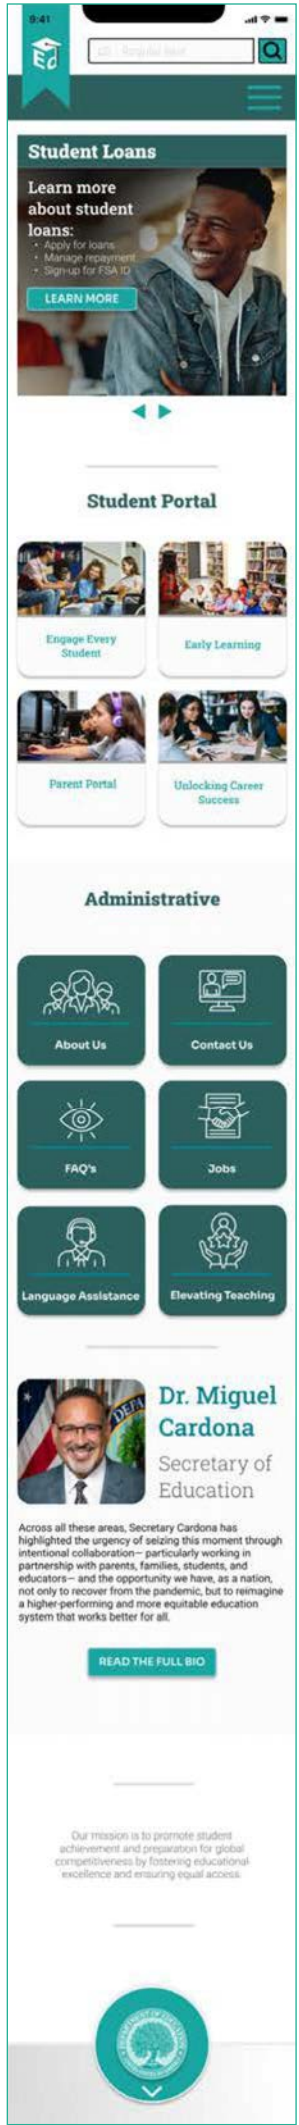 9:41
Ed
Student Loans
Learn more
about student
loans:
• Apply for loans
• Manage repayment
• Sign-up for FSA ID
LEARN MORE
Student Portal
Engage Every
Student
Early Learning
Parent Portal
Unlocking Career
Success
Administrative
About Us
Contact Us
FAQ's
Jobs
Language Assistance
Elevating Teaching
Dr. Miguel
Cardona
Secretary of
Education
Across all these areas, Secretary Cardona has
highlighted the urgency of seizing this moment through
intentional collaboration— particularly working in
partnership with parents, families, students, and
educators— and the opportunity we have, as a nation,
not only to recover from the pandemic, but to reimagine
a higher-performing and more equitable education
system that works better for all.
READ THE FULL BIO
Our mission is to promote student
achievement and preparation for global
competitiveness by fostering educational
excellence and ensuring equal access.